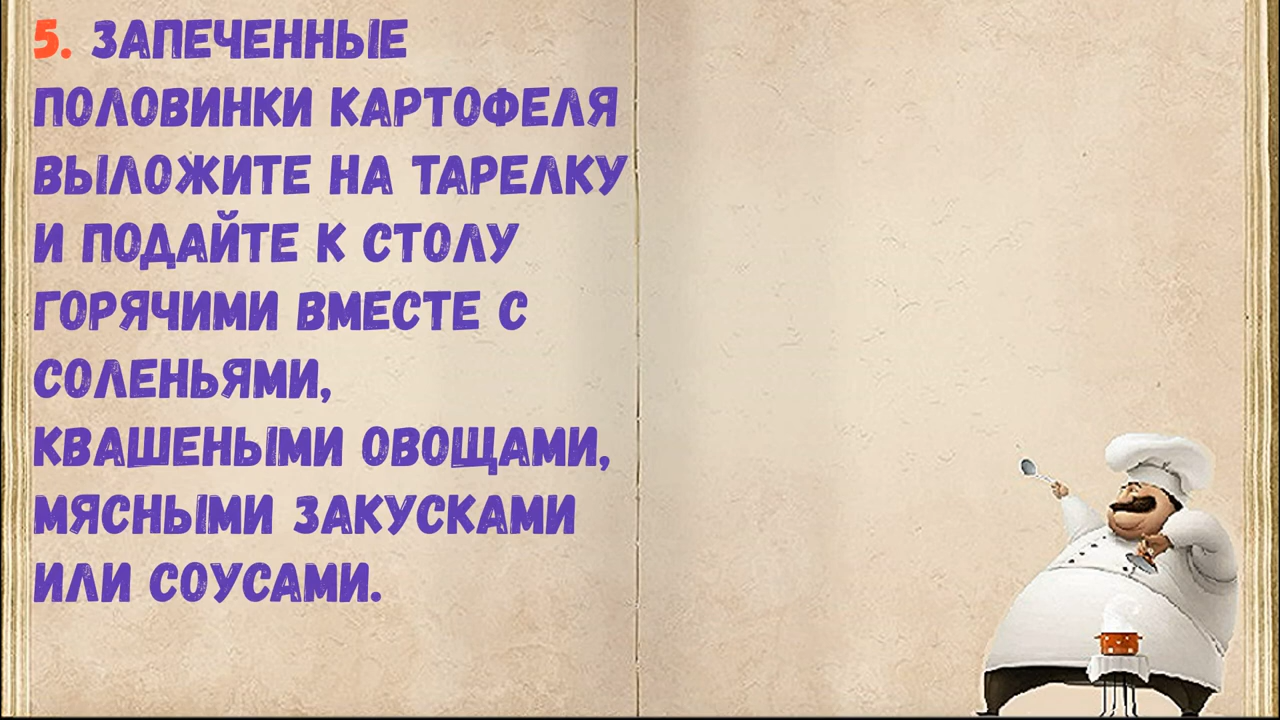 5. ЗАПЕЧЕННЫЕ
ПОЛОВИНКИ КАРТОФЕЛЯ
ВЫЛОЖИТЕ НА ТАРЕЛКУ
И ПОДАЙТЕ К СТОЛУ
ГОРЯЧИМИ ВМЕСТЕ С
СОЛЕНЬЯМИ,
КВАШЕНЫМИ ОВОЩАМИ,
МЯСНЫМИ ЗАКУСКАМИ
ИЛИ СОУСАМИ.